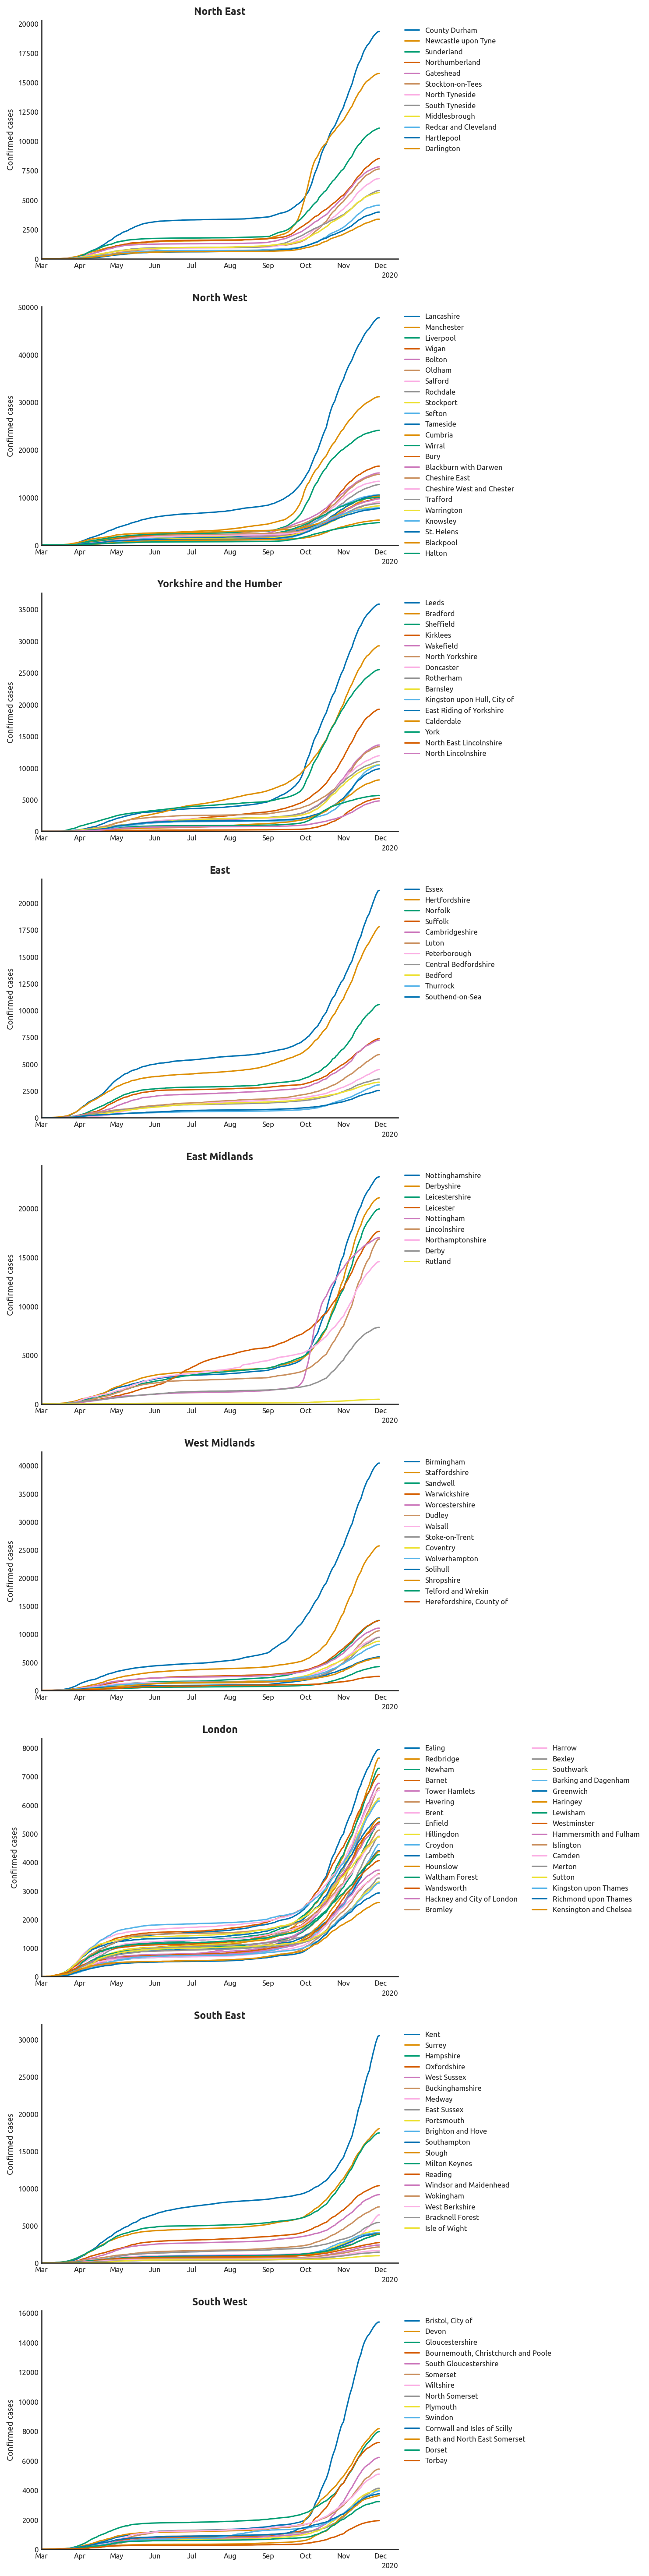 North East
20000
17500
15000
12500
10000
7500
5000
2500
0
Confirmed cases
Mar Apr May Jun Jul Aug Sep Oct Nov Dec
2020
County Durham
Newcastle upon Tyne
Sunderland
Northumberland
Gateshead
Stockton-on-Tees
North Tyneside
South Tyneside
Middlesbrough
Redcar and Cleveland
Hartlepool
Darlington
North West
50000
40000
30000
20000
10000
0
Confirmed cases
Mar Apr May Jun Jul Aug Sep Oct Nov Dec
2020
Lancashire
Manchester
Liverpool
Wigan
Bolton
Oldham
Salford
Rochdale
Stockport
Sefton
Tameside
Cumbria
Wirral
Bury
Blackburn with Darwen
Cheshire East
Cheshire West and Chester
Trafford
Warrington
Knowsley
St. Helens
Blackpool
Halton
Yorkshire and the Humber
35000
30000
25000
20000
15000
10000
5000
0
Confirmed cases
Mar Apr May Jun Jul Aug Sep Oct Nov Dec
2020
Leeds
Bradford
Sheffield
Kirklees
Wakefield
North Yorkshire
Doncaster
Rotherham
Barnsley
Kingston upon Hull, City of
East Riding of Yorkshire
Calderdale
York
North East Lincolnshire
North Lincolnshire
East
20000
17500
15000
12500
10000
7500
5000
2500
0
Confirmed cases
Mar Apr May Jun Jul Aug Sep Oct Nov Dec
2020
Essex
Hertfordshire
Norfolk
Suffolk
Cambridgeshire
Luton
Peterborough
Central Bedfordshire
Bedford
Thurrock
Southend-on-Sea
East Midlands
20000
15000
10000
5000
0
Confirmed cases
Mar Apr May Jun Jul Aug Sep Oct Nov Dec
2020
Nottinghamshire
Derbyshire
Leicestershire
Leicester
Nottingham
Lincolnshire
Northamptonshire
Derby
Rutland
West Midlands
40000
35000
30000
25000
20000
15000
10000
5000
0
Confirmed cases
Mar Apr May Jun Jul Aug Sep Oct Nov Dec
2020
Birmingham
Staffordshire
Sandwell
Warwickshire
Worcestershire
Dudley
Walsall
Stoke-on-Trent
Coventry
Wolverhampton
Solihull
Shropshire
Telford and Wrekin
Herefordshire, County of
London
8000
7000
6000
5000
4000
3000
2000
1000
0
Confirmed cases
Mar Apr May Jun Jul Aug Sep Oct Nov Dec
2020
Ealing
Redbridge
Newham
Barnet
Tower Hamlets
Havering
Brent
Enfield
Hillingdon
Croydon
Lambeth
Hounslow
Waltham Forest
Wandsworth
Hackney and City of London
Bromley
Harrow
Bexley
Southwark
Barking and Dagenham
Greenwich
Haringey
Lewisham
Westminster
Hammersmith and Fulham
Islington
Camden
Merton
Sutton
Kingston upon Thames
Richmond upon Thames
Kensington and Chelsea
South East
30000
25000
20000
15000
10000
5000
0
Confirmed cases
Mar Apr May Jun Jul Aug Sep Oct Nov Dec
2020
Kent
Surrey
Hampshire
Oxfordshire
West Sussex
Buckinghamshire
Medway
East Sussex
Portsmouth
Brighton and Hove
Southampton
Slough
Milton Keynes
Reading
Windsor and Maidenhead
Wokingham
West Berkshire
Bracknell Forest
Isle of Wight
South West
16000
14000
12000
10000
8000
6000
4000
2000
0
Confirmed cases
Mar Apr May Jun Jul Aug Sep Oct Nov Dec
2020
Bristol, City of
Devon
Gloucestershire
Bournemouth, Christchurch and Poole
South Gloucestershire
Somerset
Wiltshire
North Somerset
Plymouth
Swindon
Cornwall and Isles of Scilly
Bath and North East Somerset
Dorset
Torbay